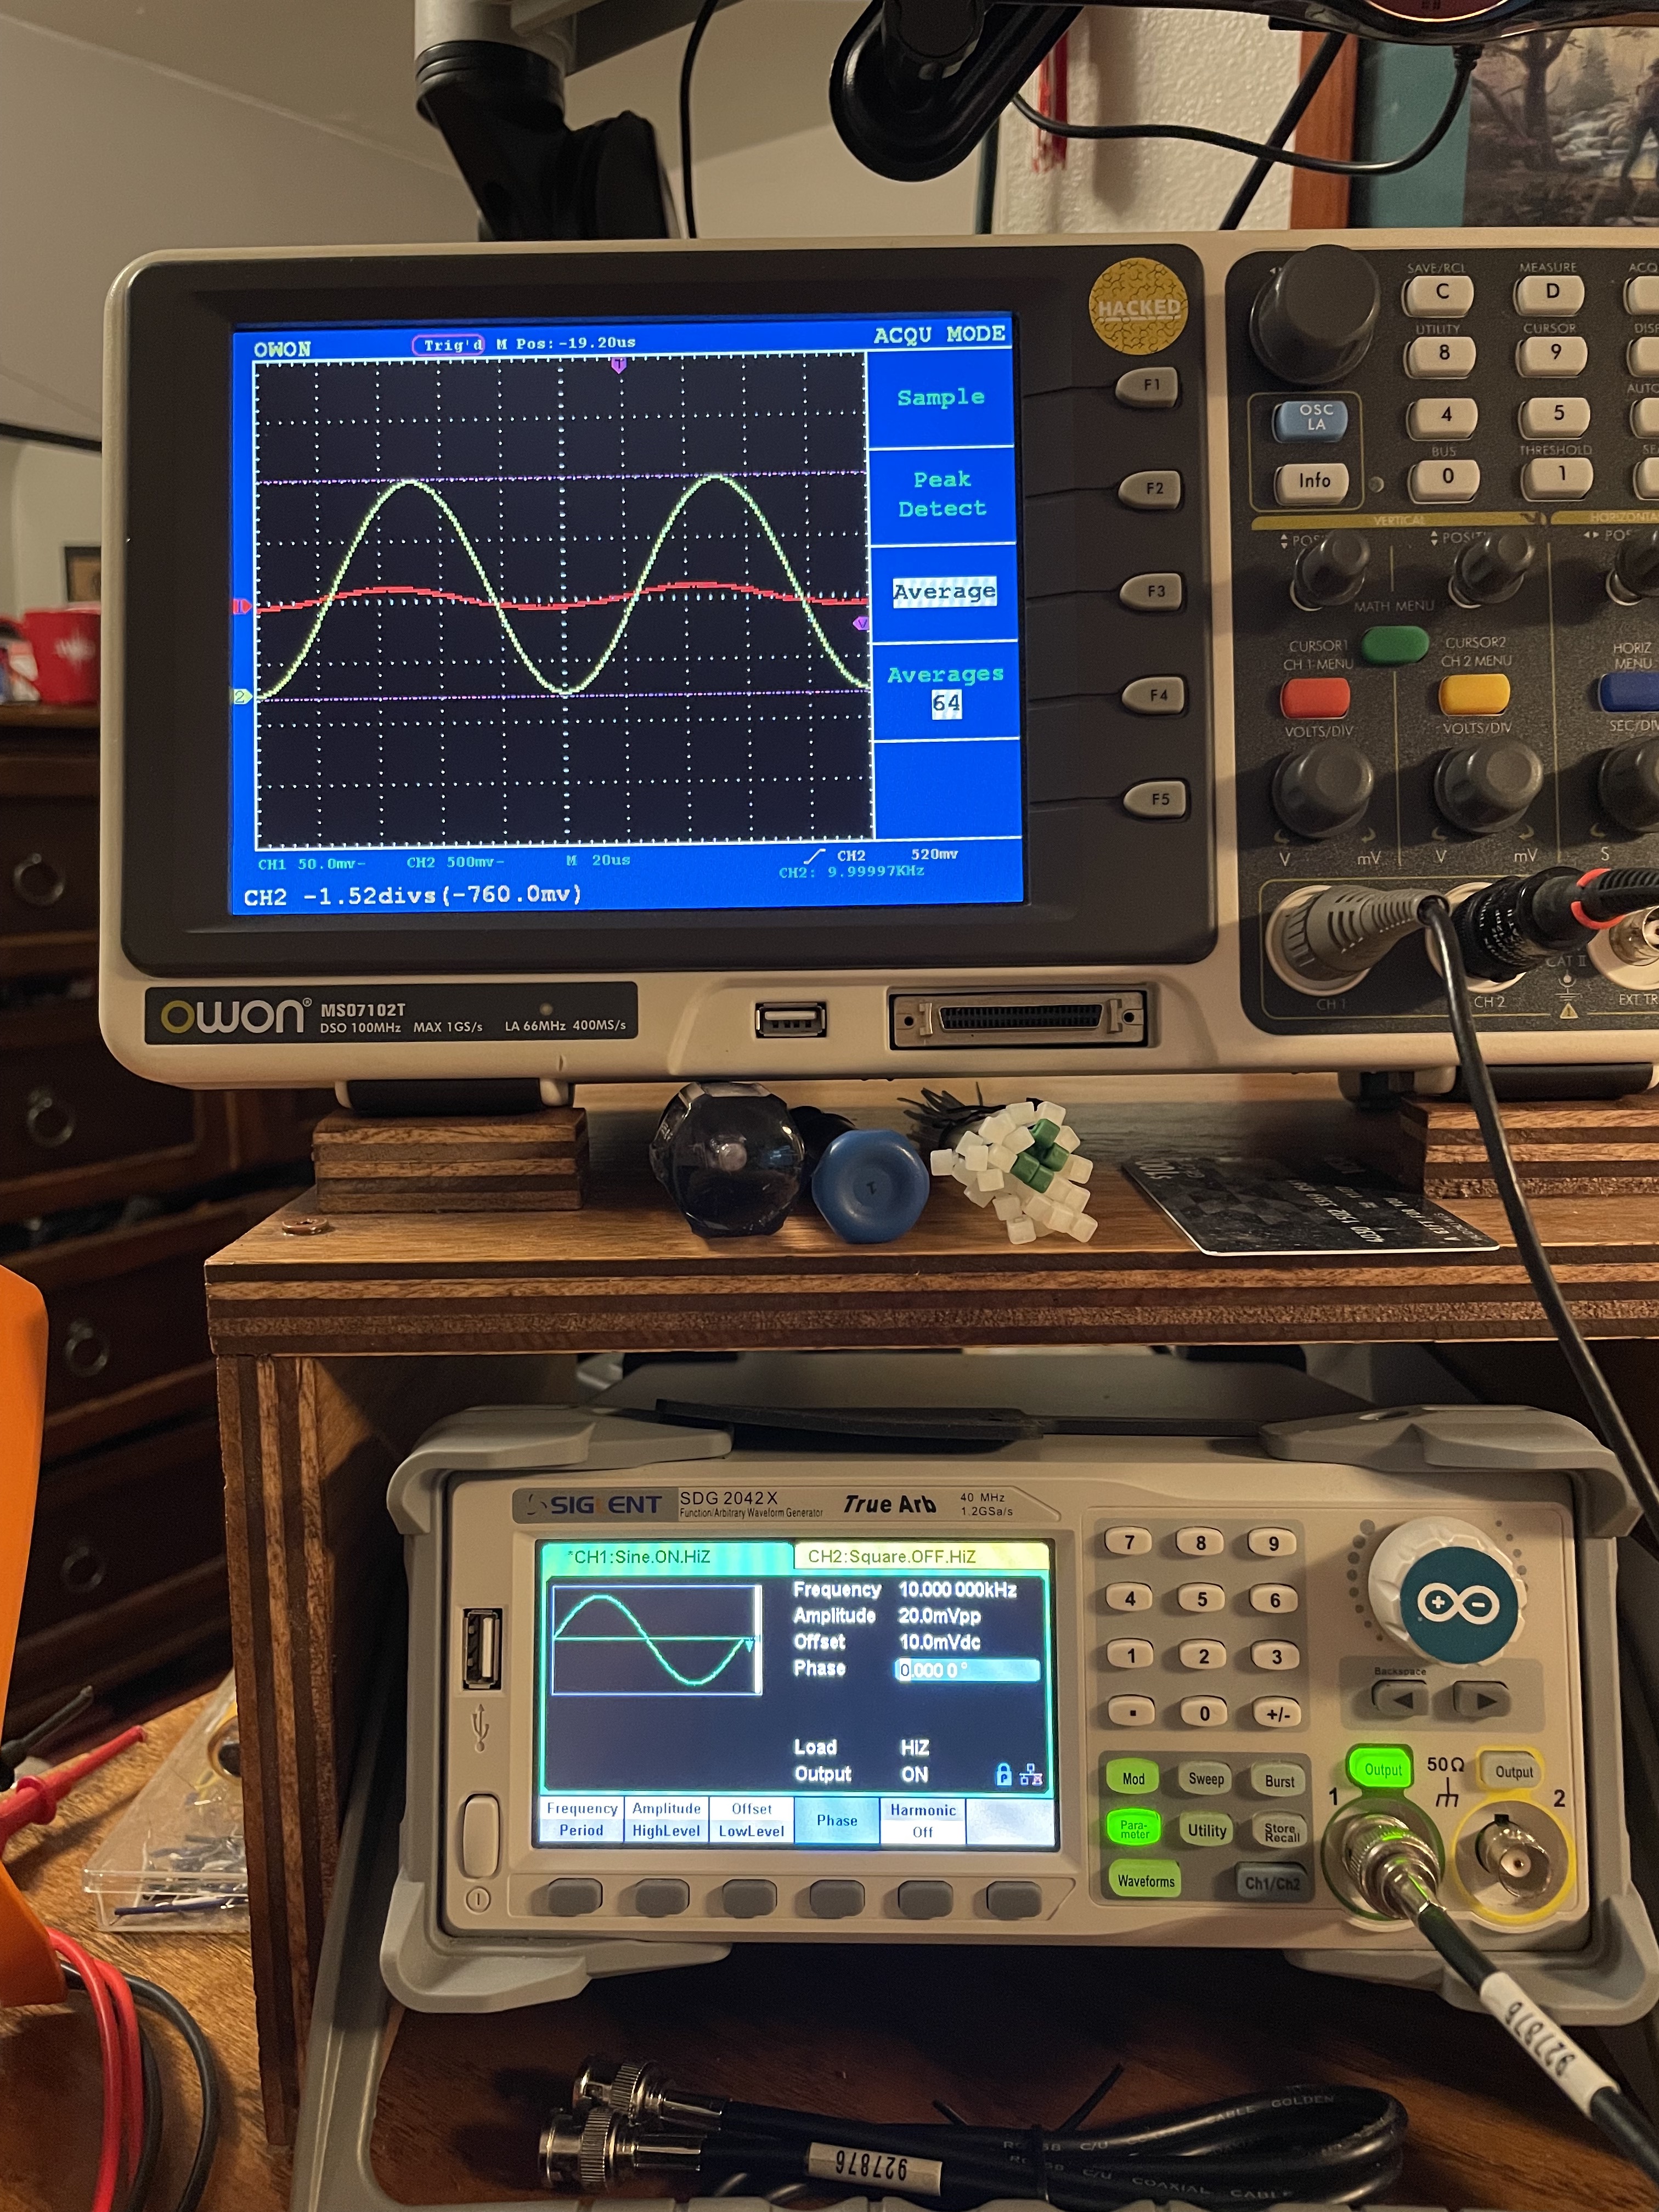 OWON Trig'd M Pos:-19.20us ACQU MODE
Sample
Peak
Detect
Average
Averages
64
CH1 50.0mv~ CH2 500mv~ M 20us CH2 520mv
CH2: 9.99997KHz
CH2 -1.52divs(-760.0mv)
HACKED
F1
F2
F3
F4
F5
SAVE/RCL MEASURE
C D
UTILITY CURSOR
8 9
OSC
LA
4 5
BUS THRESHOLD
Info 0 1
VERTICAL
MATH MENU
CURSOR1 CURSOR2 HORIZ
CH 1 MENU CH 2 MENU MENU
VOLTS/DIV VOLTS/DIV
V mV V mV S
CH 1 CH 2
CAT II
owon® MSO7102T
DSO 100MHz MAX 1GS/s LA 66MHz 400MS/s
1
SIGLENT SDG 2042X True Arb 40 MHz
Function/Arbitrary Waveform Generator 1.2GSa/s
*CH1:Sine.ON.HiZ CH2:Square.OFF.HiZ
Frequency 10.000 000kHz
Amplitude 20.0mVpp
Offset 10.0mVdc
Phase 0.000 0 °
Load HIZ
Output ON
Frequency Amplitude Offset Phase Harmonic
Period HighLevel LowLevel Off
7 8 9
4 5 6
1 2 3
. 0 +/-
Backspace
Mod Sweep Burst
Para-
meter Utility Store
Recall
Waveforms Ch1/Ch2
Output 50Ω Output
1 2
927876
927876